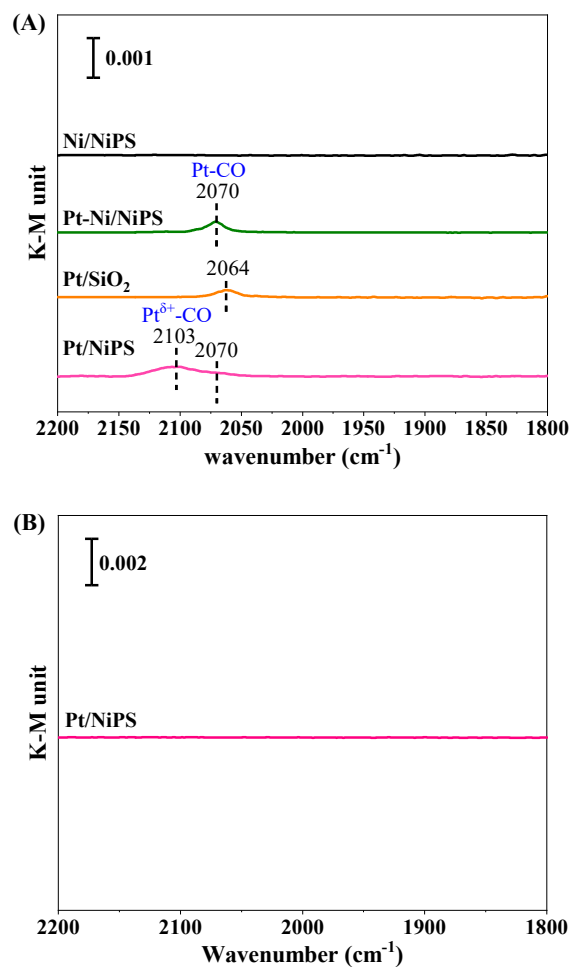 (A)
0.001
Ni/NiPS
Pt-CO
2070
Pt-Ni/NiPS
2064
Pt/SiO₂
Pt^δ+-CO
2103
2070
Pt/NiPS
K-M unit
2200 2100 2050 2000 1950 1900 1850 1800
wavenumber (cm⁻¹)
(B)
0.002
Pt/NiPS
K-M unit
2200 2100 2000 1900 1800
Wavenumber (cm⁻¹)